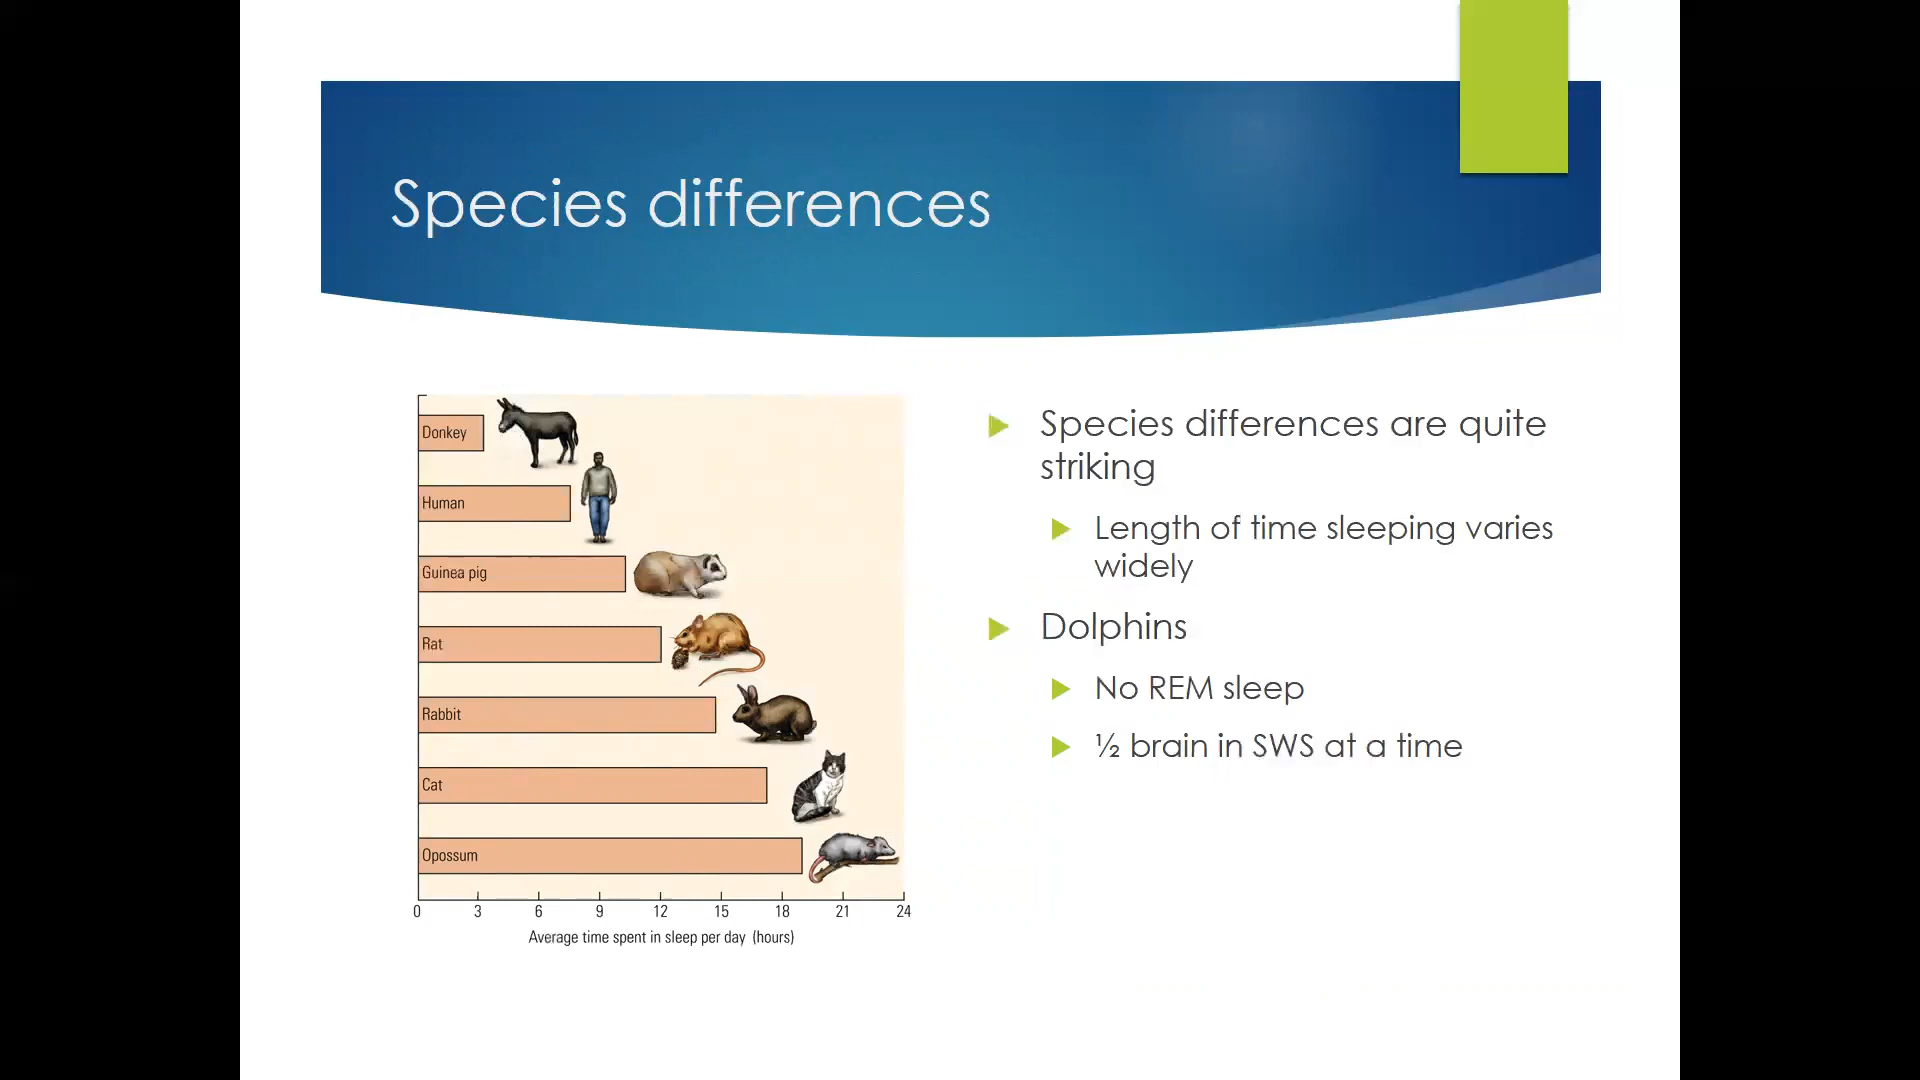 Species differences
Donkey
Human
Guinea pig
Rat
Rabbit
Cat
Opossum
0 3 6 9 12 15 18 21 24
Average time spent in sleep per day (hours)
Species differences are quite
striking
Length of time sleeping varies
widely
Dolphins
No REM sleep
½ brain in SWS at a time